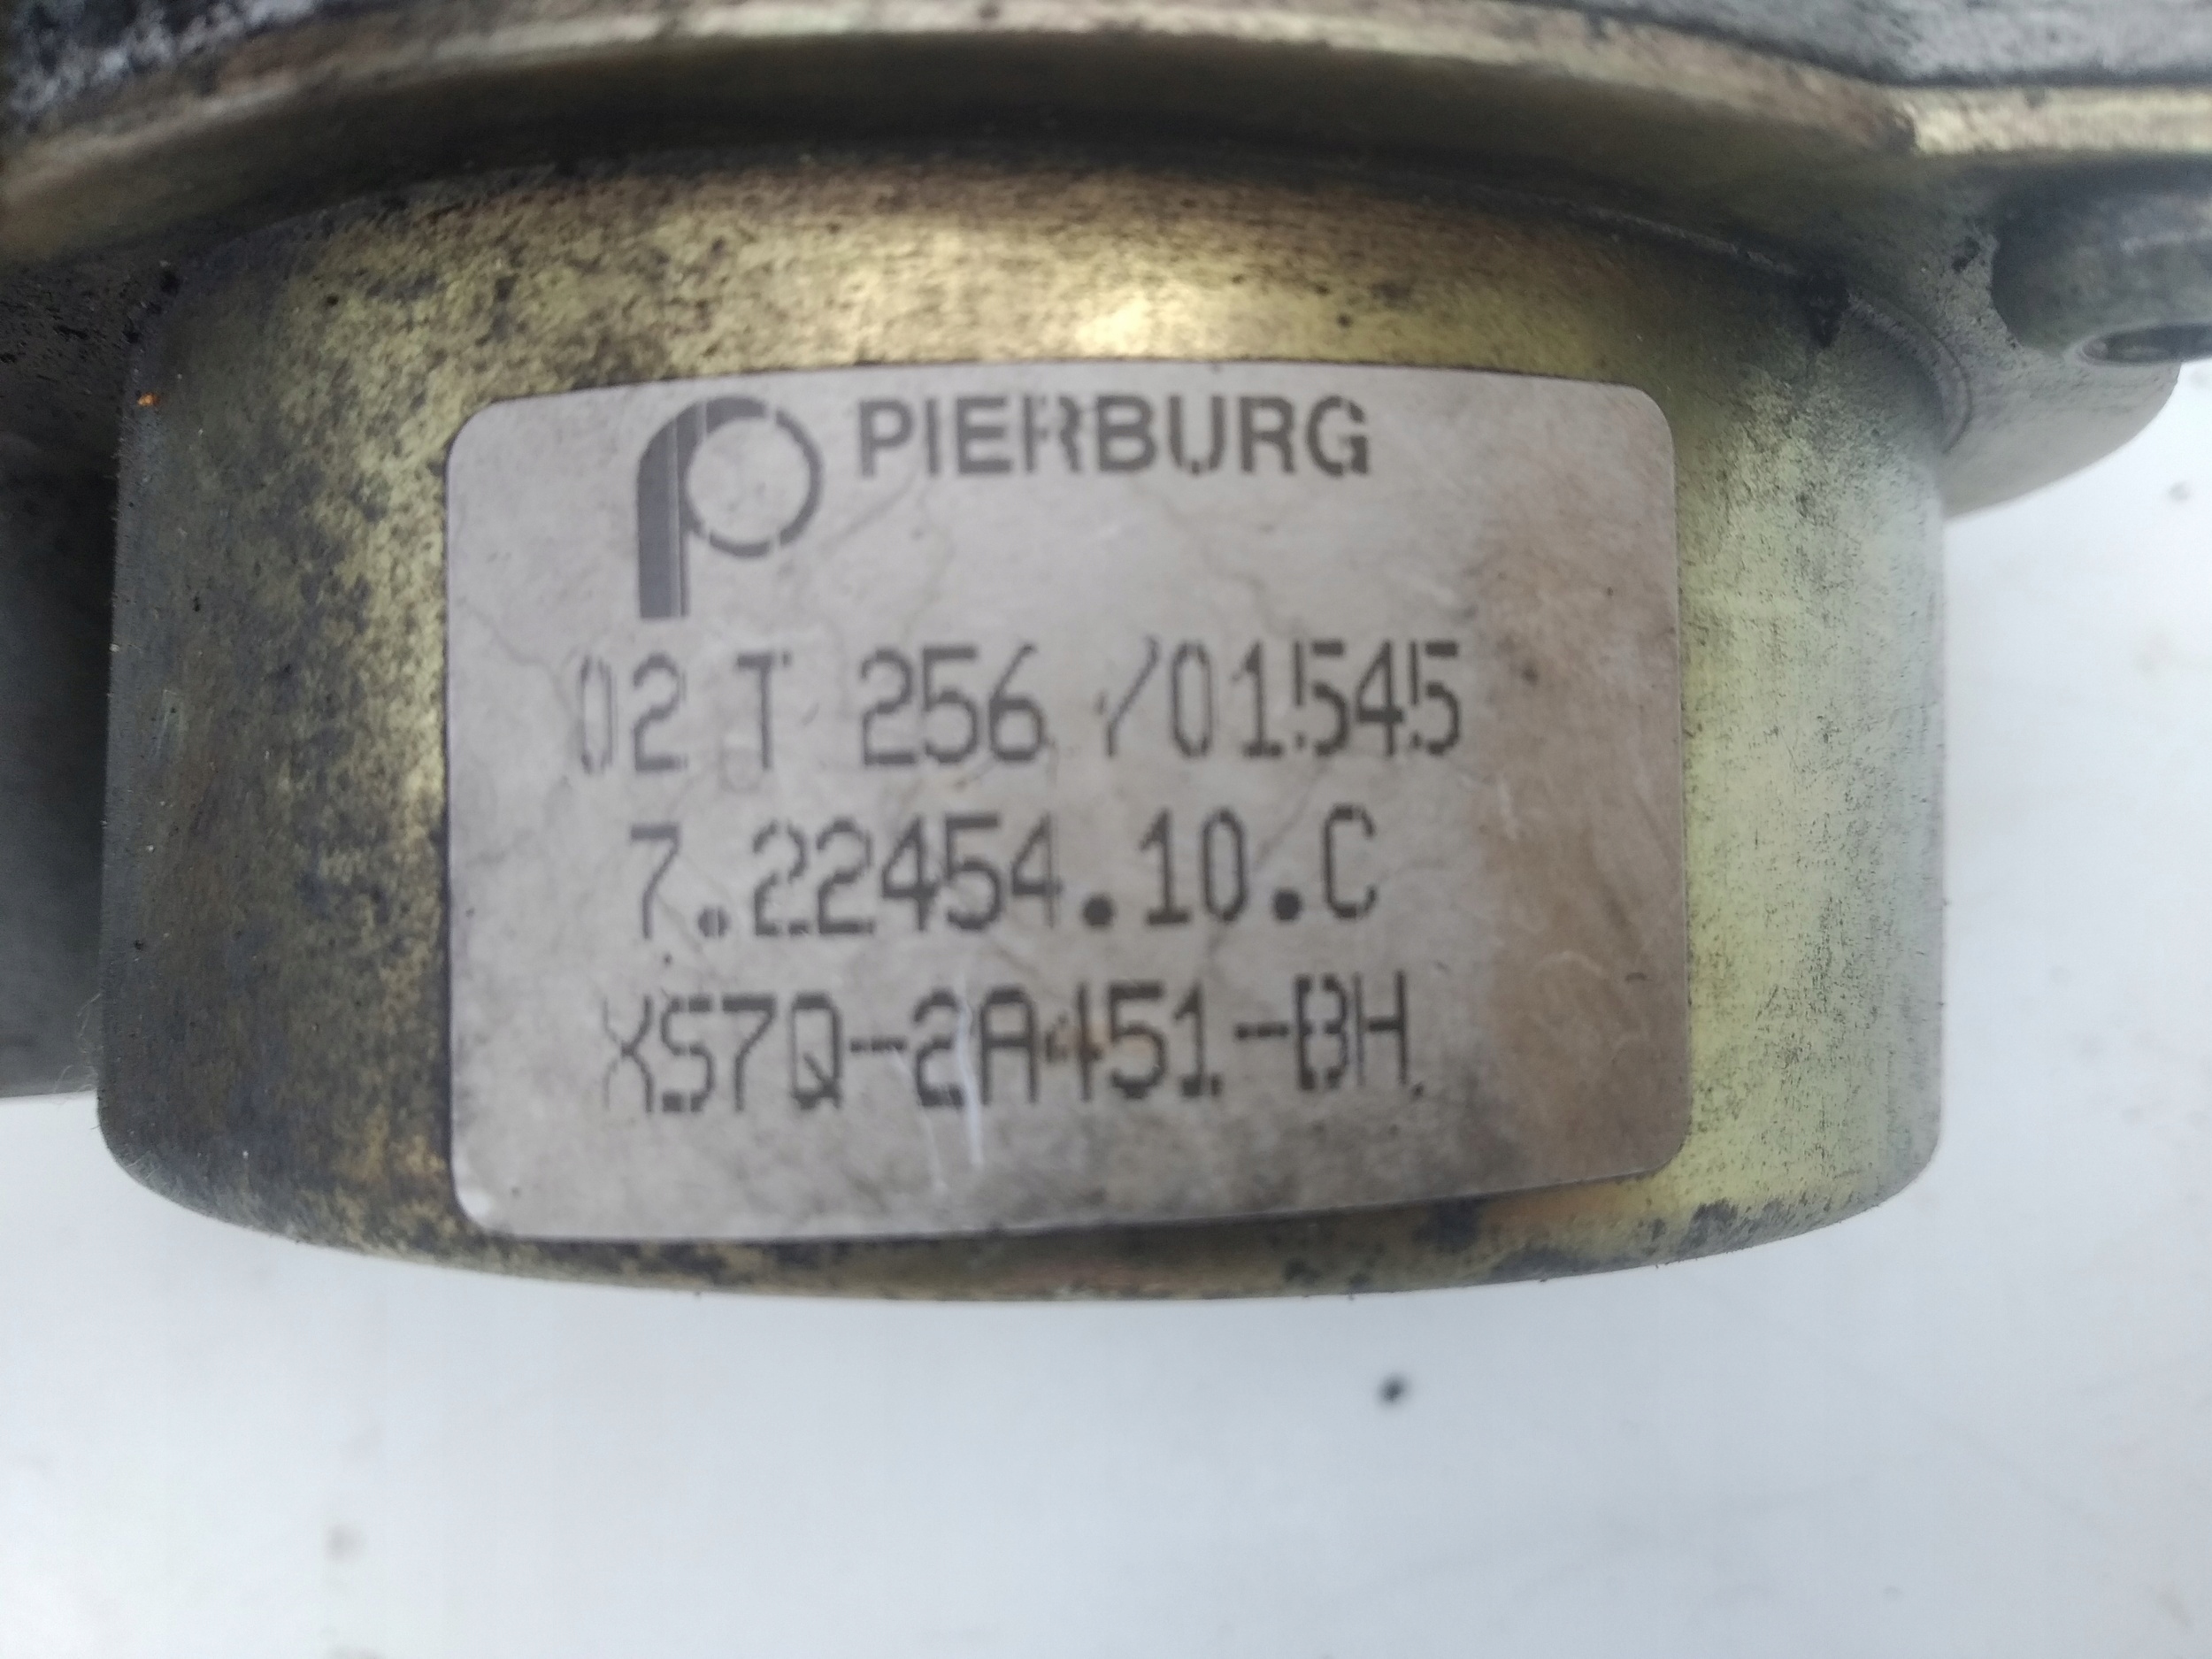 PIERBURG
02 T 256 /01545
7.22454.10.C
XS7Q-2A451-BH